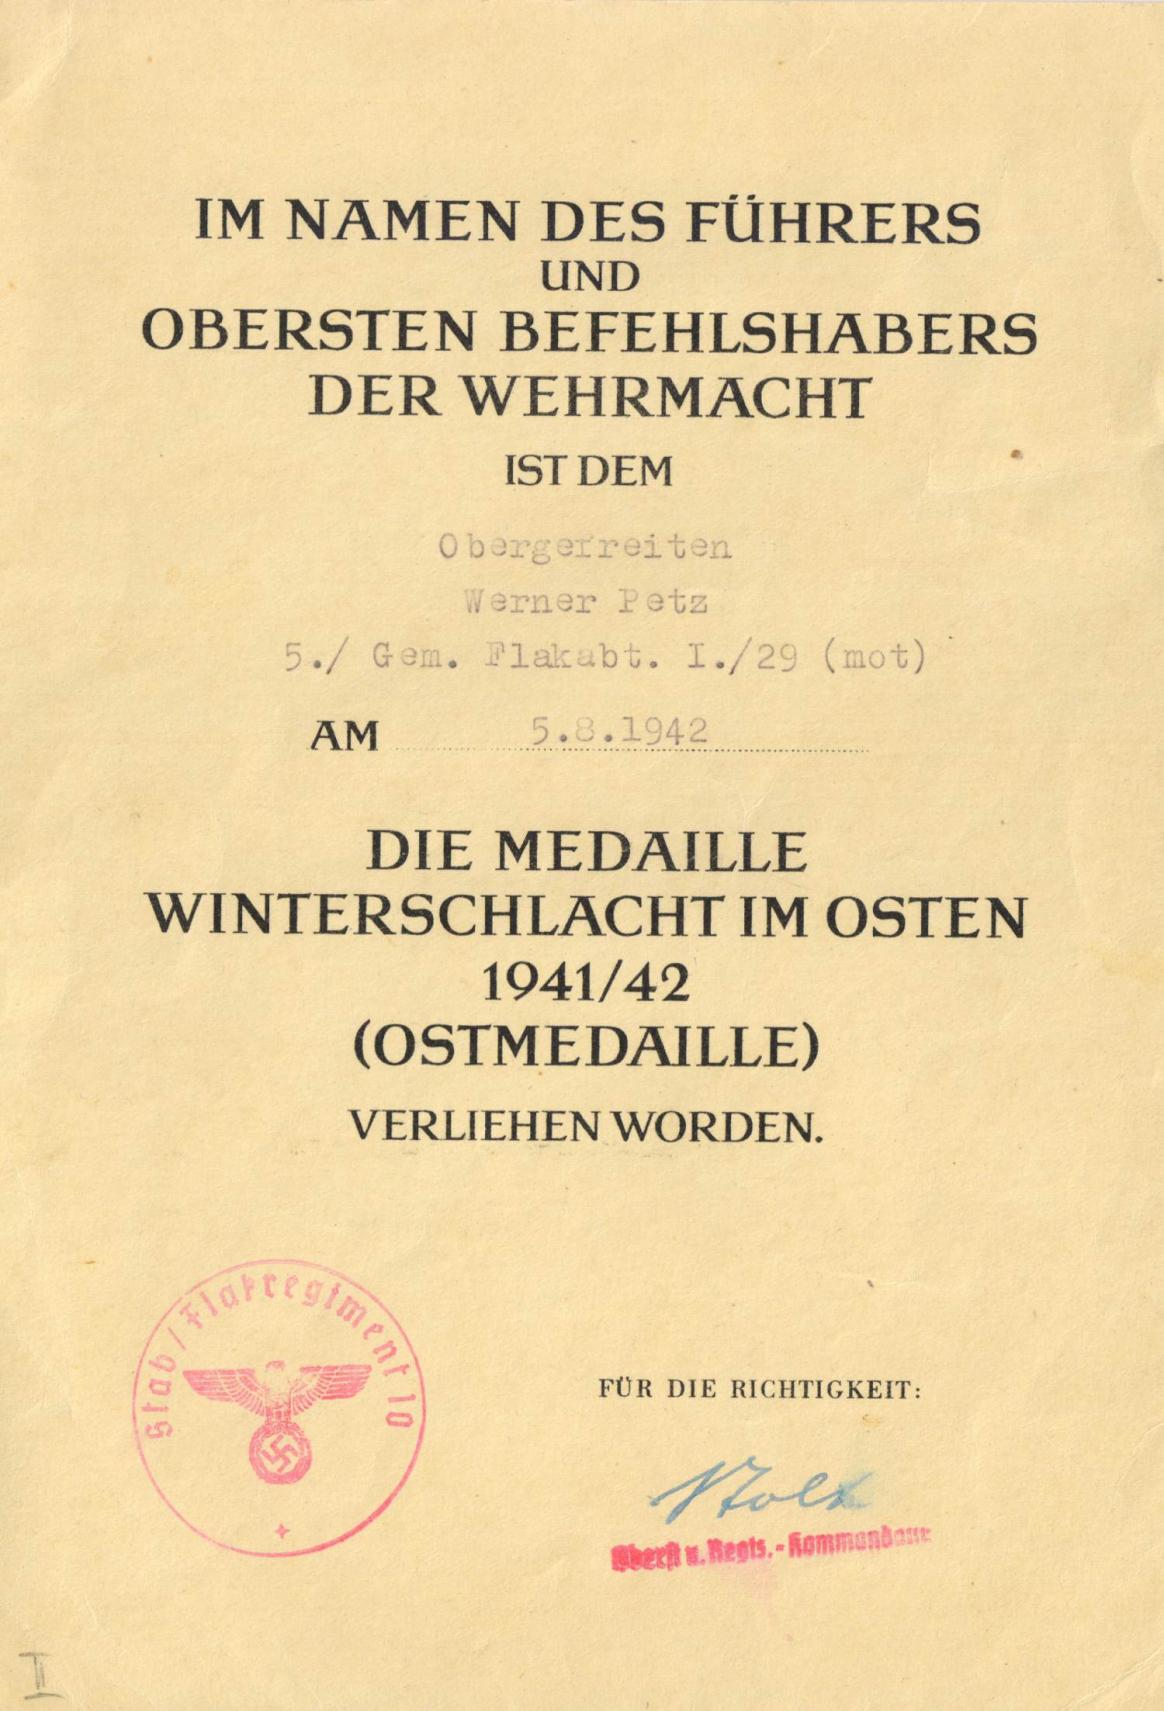 IM NAMEN DES FÜHRERS
UND
OBERSTEN BEFEHLSHABERS
DER WEHRMACHT
IST DEM
Obergefreiten
Werner Petz
5./ Gem. Flakabt. I./29 (mot)
AM 5.8.1942
DIE MEDAILLE
WINTERSCHLACHT IM OSTEN
1941/42
(OSTMEDAILLE)
VERLIEHEN WORDEN.
Stab/Flakregiment 10
FÜR DIE RICHTIGKEIT:
Oberst u. Regts.-Kommandeur
II